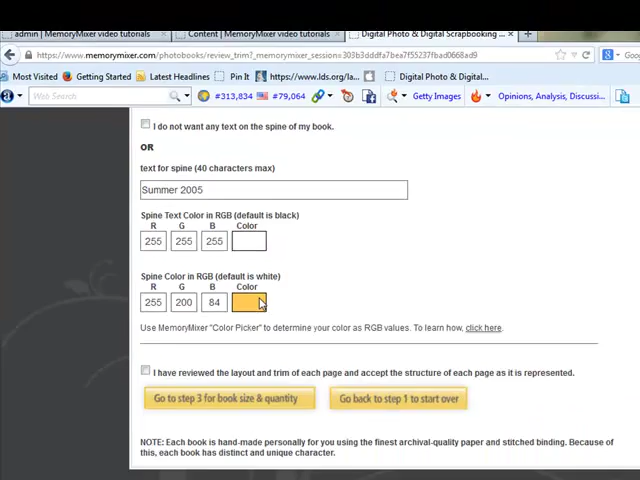 admin | MemoryMixer video tutorials × Content | MemoryMixer video tutorials × Digital Photo & Digital Scrapbooking ... × +
https://www.memorymixer.com/photobooks/review_trim?_memorymixer_session=303b3dddfa7bea7f55237fbad0668ad9
Most Visited Getting Started Latest Headlines Pin It https://www.lds.org/la... Digital Photo & Digital...
Web Search #313,834 #79,064 Getty Images Opinions, Analysis, Discussi...
I do not want any text on the spine of my book.
OR
text for spine (40 characters max)
Summer 2005
Spine Text Color in RGB (default is black)
R G B Color
255 255 255
Spine Color in RGB (default is white)
R G B Color
255 200 84
Use MemoryMixer "Color Picker" to determine your color as RGB values. To learn how, click here.
I have reviewed the layout and trim of each page and accept the structure of each page as it is represented.
Go to step 3 for book size & quantity Go back to step 1 to start over
NOTE: Each book is hand-made personally for you using the finest archival-quality paper and stitched binding. Because of
this, each book has distinct and unique character.